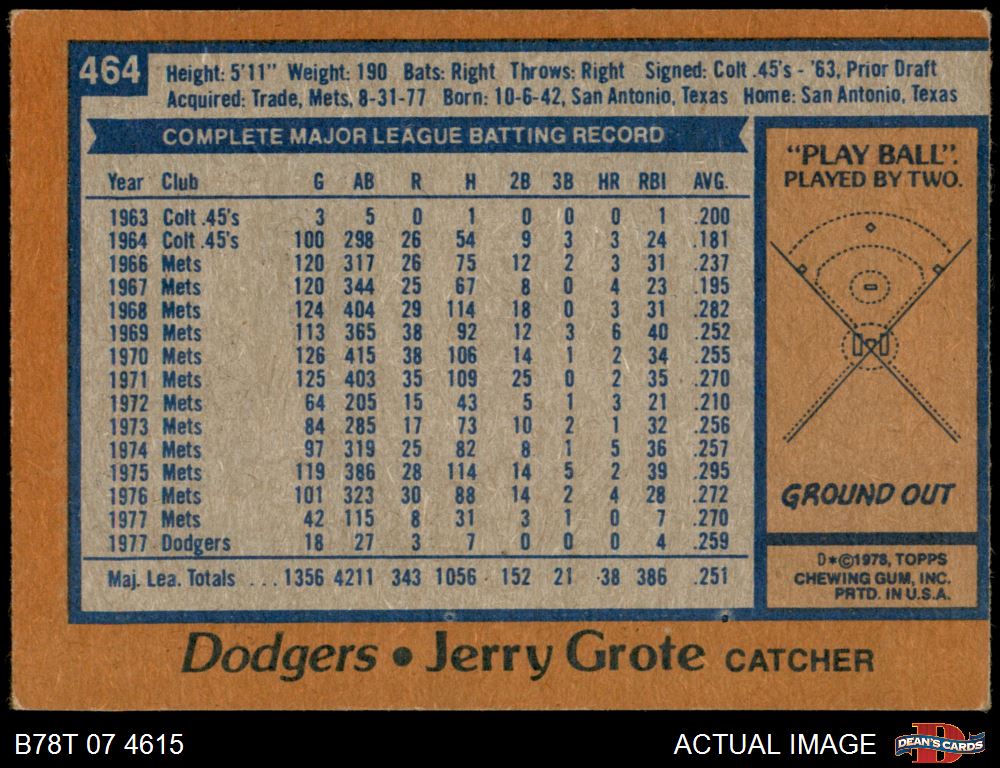 464
Height: 5'11" Weight: 190 Bats: Right Throws: Right Signed: Colt .45's - '63, Prior Draft
Acquired: Trade, Mets, 8-31-77 Born: 10-6-42, San Antonio, Texas Home: San Antonio, Texas
COMPLETE MAJOR LEAGUE BATTING RECORD
Year Club G AB R H 2B 3B HR RBI AVG.
1963 Colt .45's 3 5 0 1 0 0 0 1 .200
1964 Colt .45's 100 298 26 54 9 3 3 24 .181
1966 Mets 120 317 26 75 12 2 3 31 .237
1967 Mets 120 344 25 67 8 0 4 23 .195
1968 Mets 124 404 29 114 18 0 3 31 .282
1969 Mets 113 365 38 92 12 3 6 40 .252
1970 Mets 126 415 38 106 14 1 2 34 .255
1971 Mets 125 403 35 109 25 0 2 35 .270
1972 Mets 64 205 15 43 5 1 3 21 .210
1973 Mets 84 285 17 73 10 2 1 32 .256
1974 Mets 97 319 25 82 8 1 5 36 .257
1975 Mets 119 386 28 114 14 5 2 39 .295
1976 Mets 101 323 30 88 14 2 4 28 .272
1977 Mets 42 115 8 31 3 1 0 7 .270
1977 Dodgers 18 27 3 7 0 0 0 4 .259
Maj. Lea. Totals ... 1356 4211 343 1056 152 21 38 386 .251
"PLAY BALL".
PLAYED BY TWO.
GROUND OUT
D*©1978, TOPPS
CHEWING GUM, INC.
PRTD. IN U.S.A.
Dodgers • Jerry Grote CATCHER
B78T 07 4615
ACTUAL IMAGE
D
DEAN'S CARDS